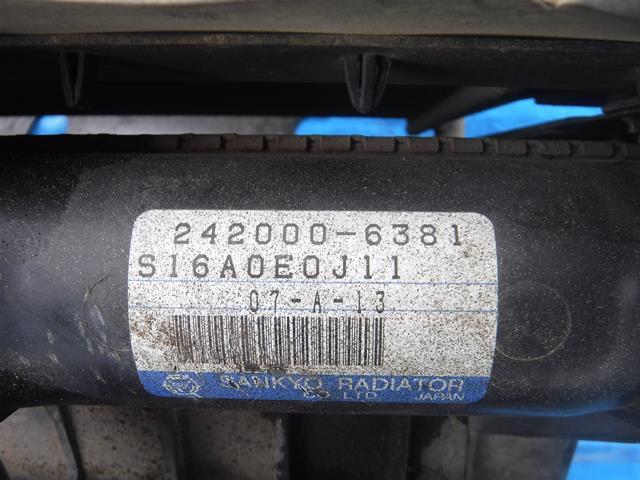 242000-6381
S16A0E0J11
07-A-13
SANKYO RADIATOR
CO. LTD. JAPAN